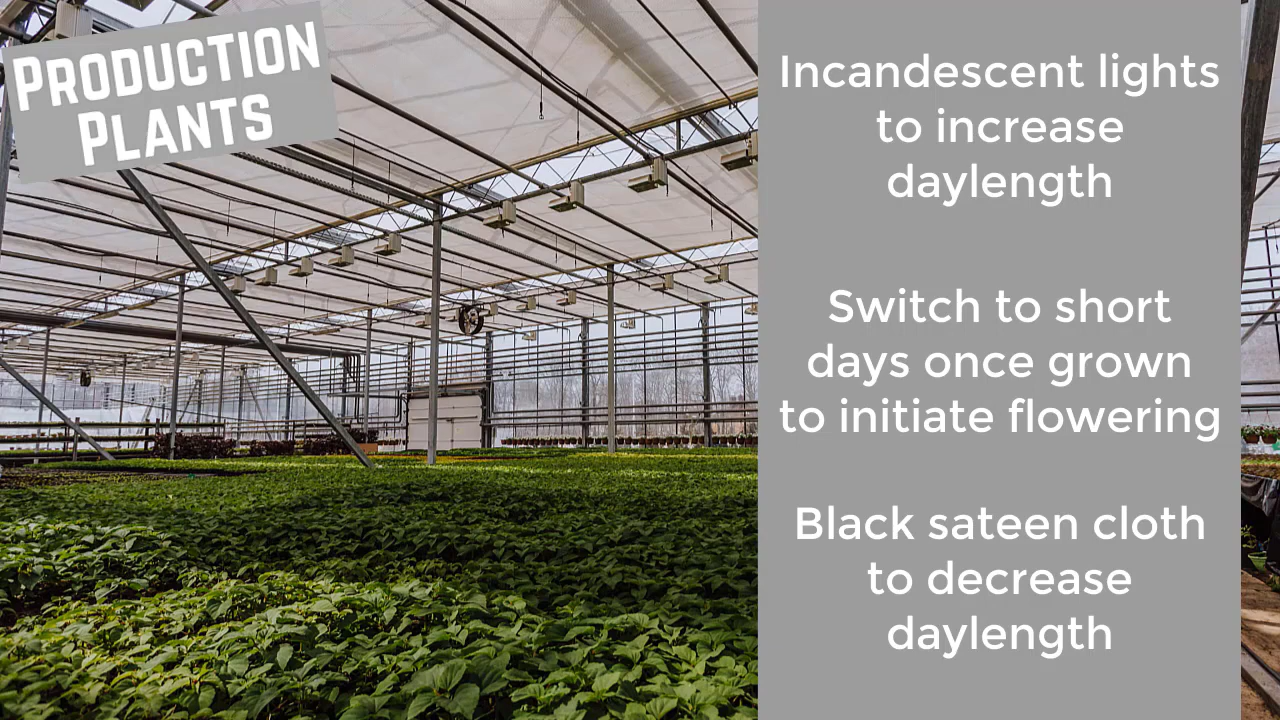 Production
Plants
Incandescent lights
to increase
daylength
Switch to short
days once grown
to initiate flowering
Black sateen cloth
to decrease
daylength